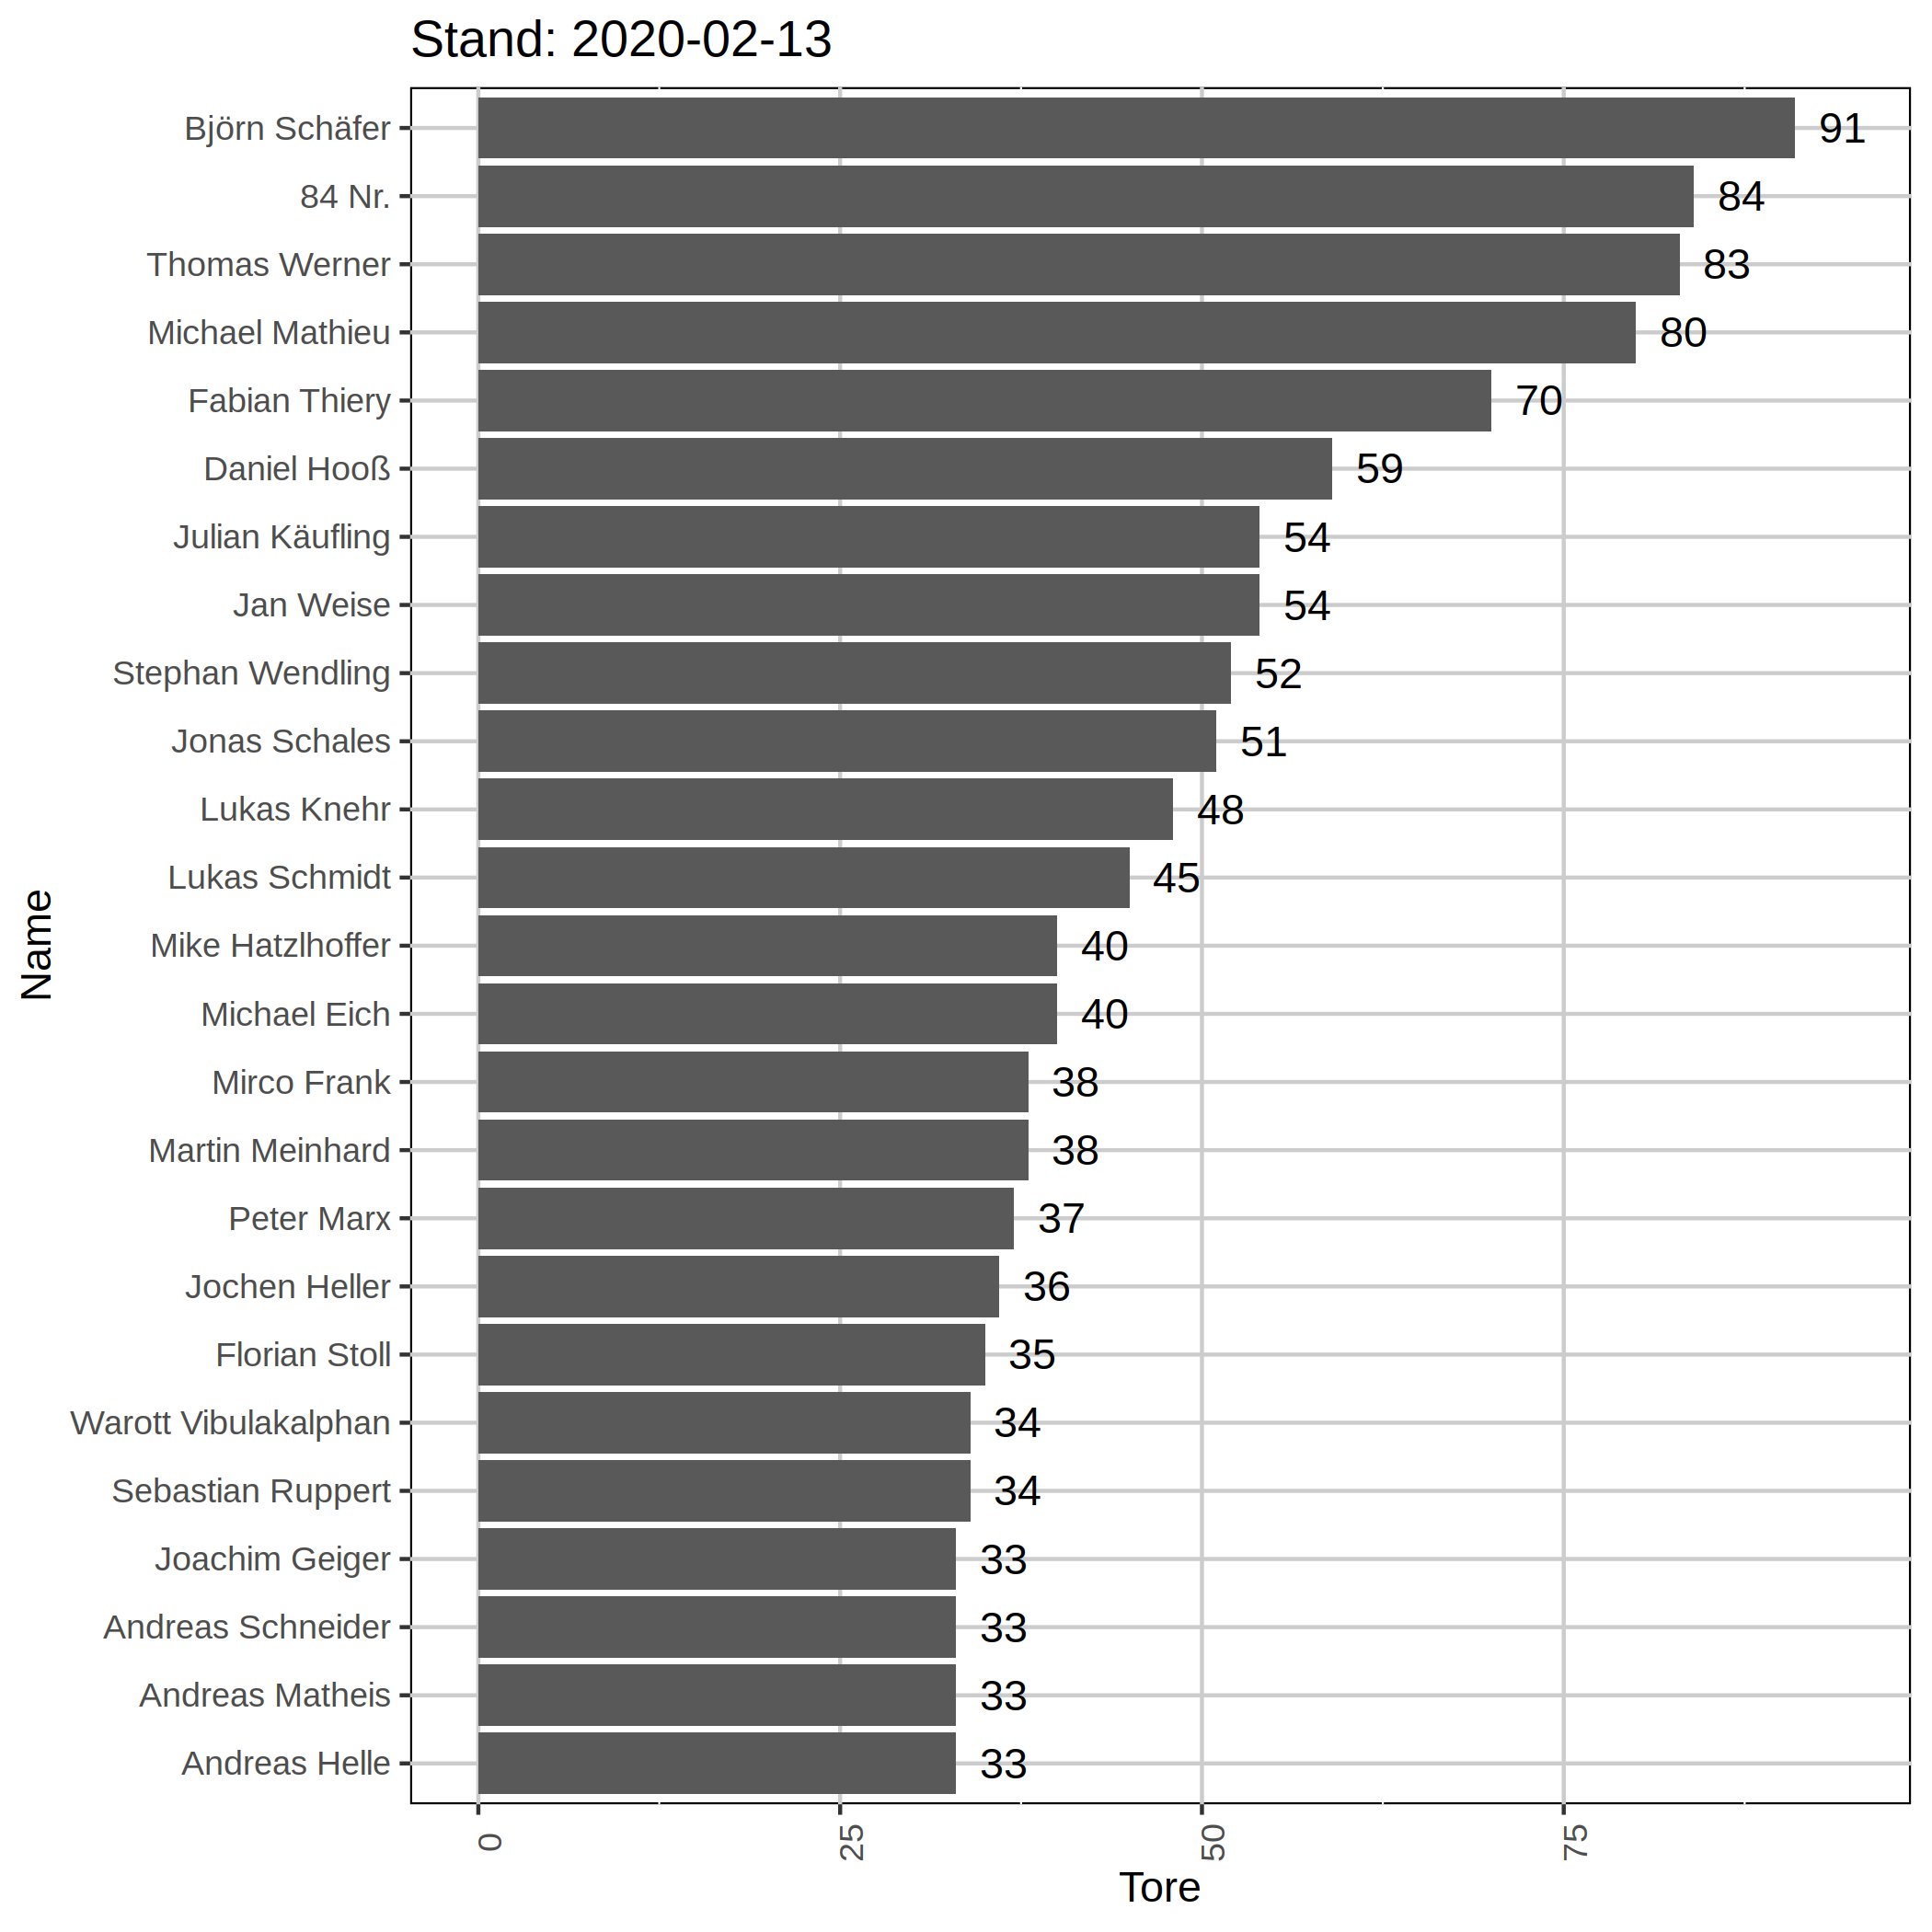 Stand: 2020-02-13
Björn Schäfer 91
84 Nr. 84
Thomas Werner 83
Michael Mathieu 80
Fabian Thiery 70
Daniel Hooß 59
Julian Käufling 54
Jan Weise 54
Stephan Wendling 52
Jonas Schales 51
Lukas Knehr 48
Lukas Schmidt 45
Mike Hatzlhoffer 40
Michael Eich 40
Mirco Frank 38
Martin Meinhard 38
Peter Marx 37
Jochen Heller 36
Florian Stoll 35
Warott Vibulakalphan 34
Sebastian Ruppert 34
Joachim Geiger 33
Andreas Schneider 33
Andreas Matheis 33
Andreas Helle 33
Name
0 25 50 75
Tore